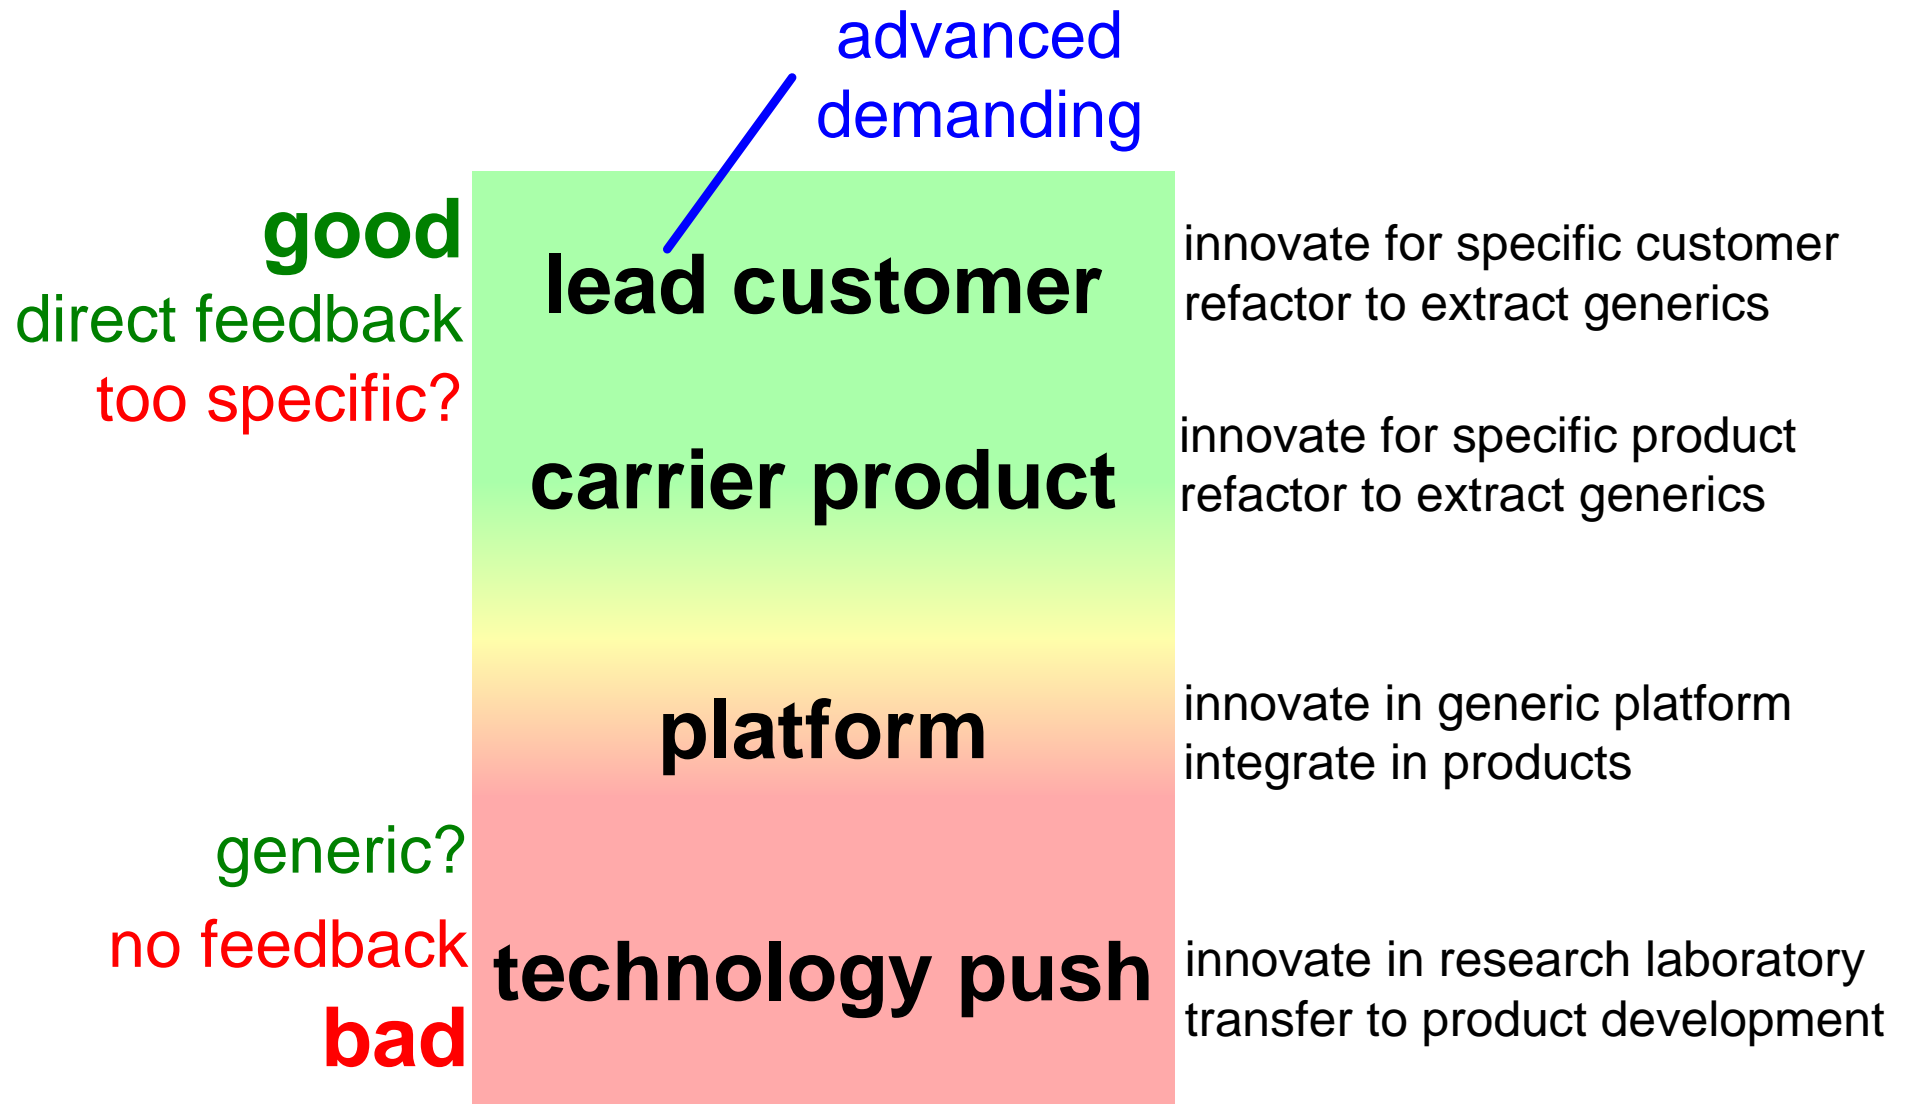 advanced
demanding
good
direct feedback
too specific?
lead customer
innovate for specific customer
refactor to extract generics
carrier product
innovate for specific product
refactor to extract generics
platform
innovate in generic platform
integrate in products
generic?
no feedback
bad
technology push
innovate in research laboratory
transfer to product development